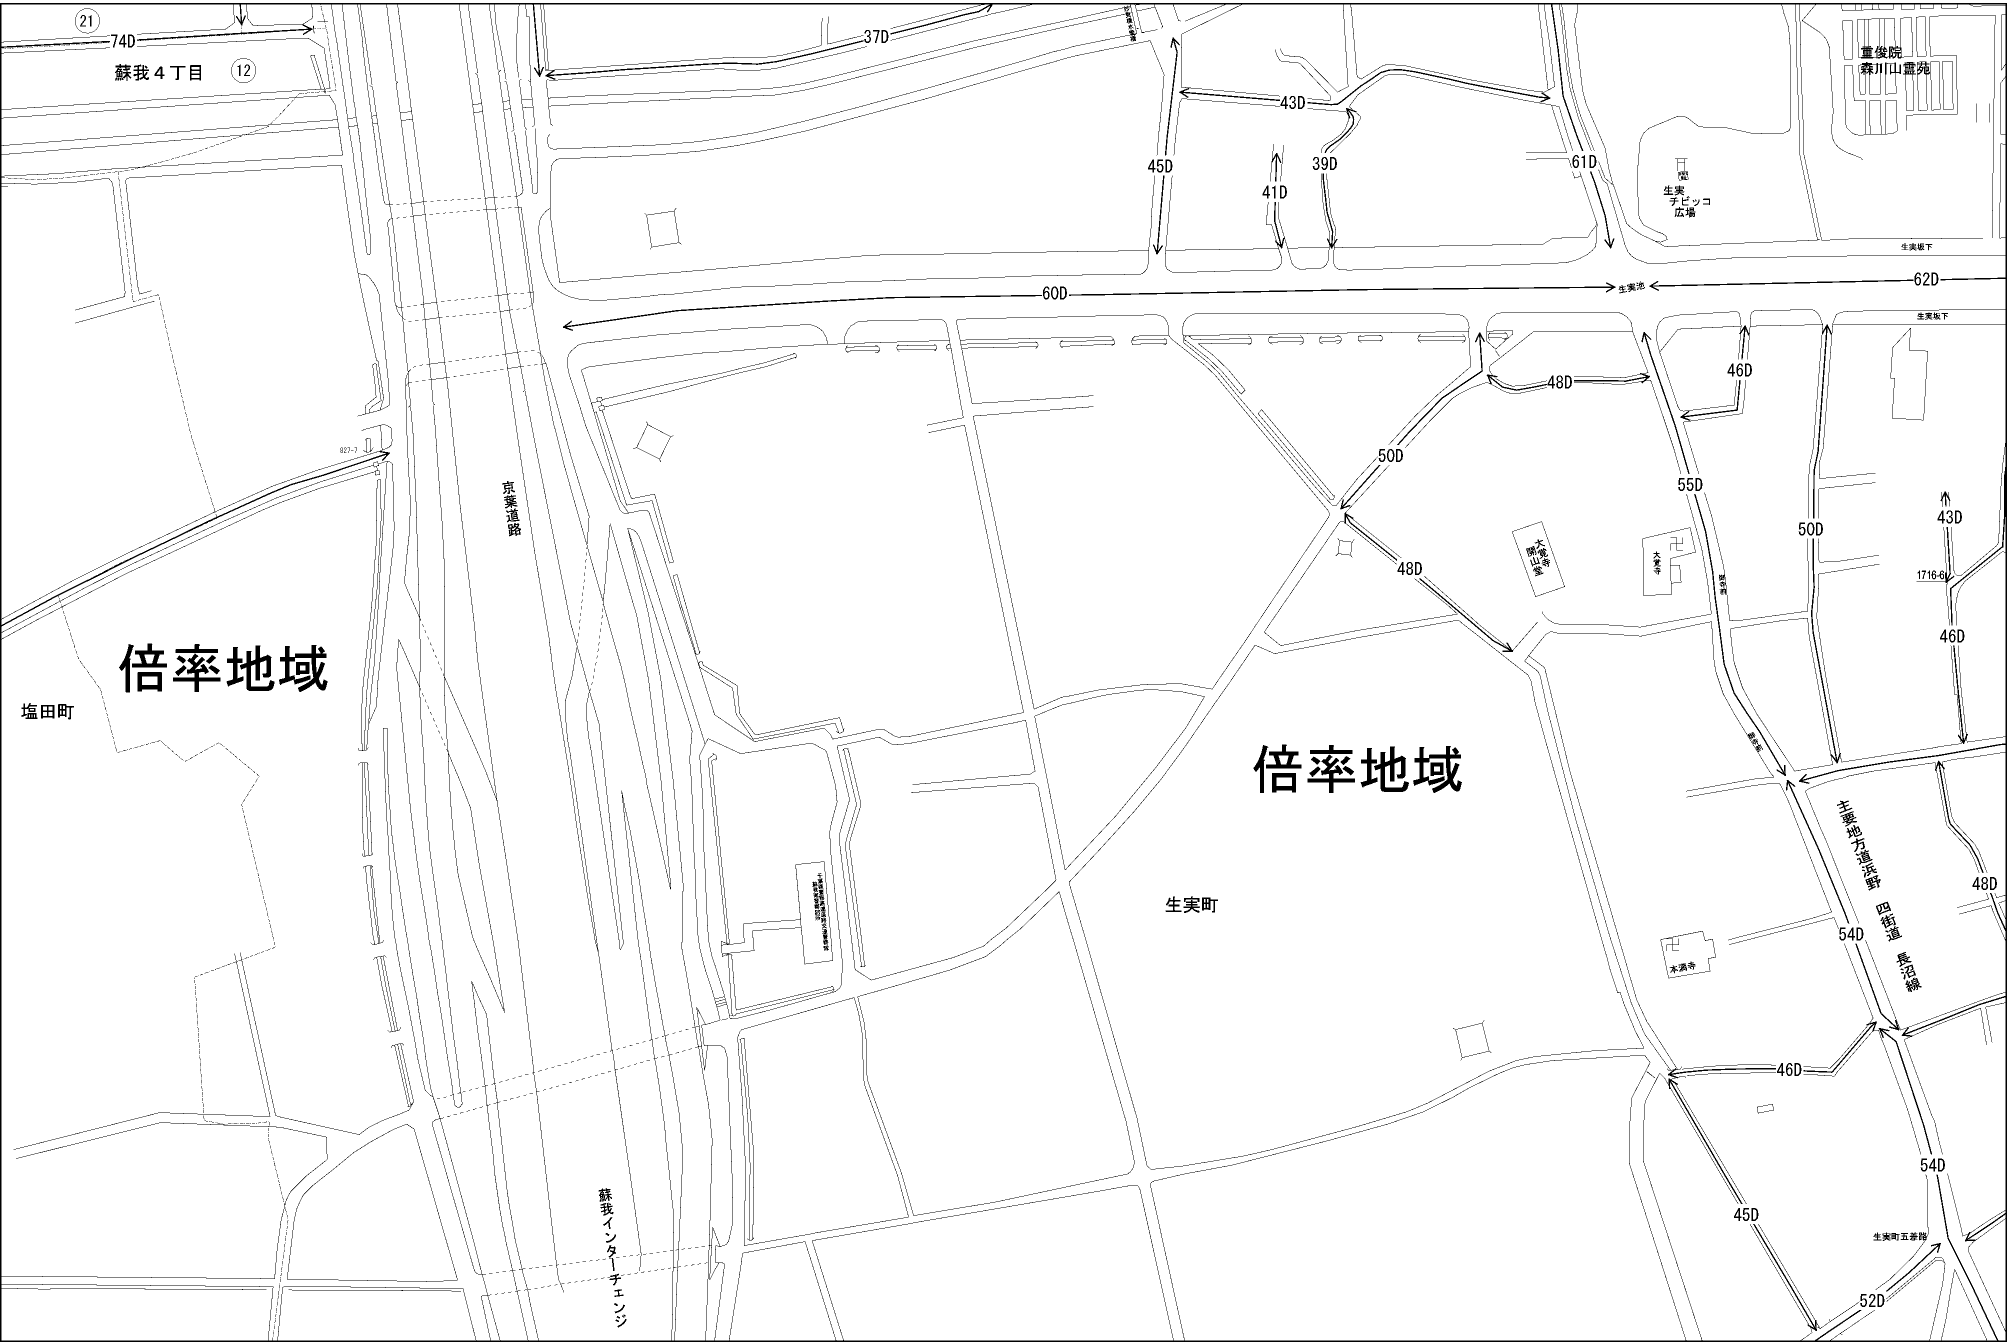 21
74D
蘇我４丁目
12
37D
43D
45D
41D
39D
61D
重俊院
森川山霊苑
生実
チビッコ
広場
生実坂下
60D
生実池
62D
生実坂下
46D
48D
50D
827-7
京葉道路
55D
50D
43D
大覚寺
開山堂
大覚寺
48D
1716-6
46D
倍率地域
塩田町
倍率地域
主要地方道浜野　四街道　長沼線
48D
生実町
54D
本満寺
46D
54D
蘇我インターチェンジ
45D
生実町五差路
52D